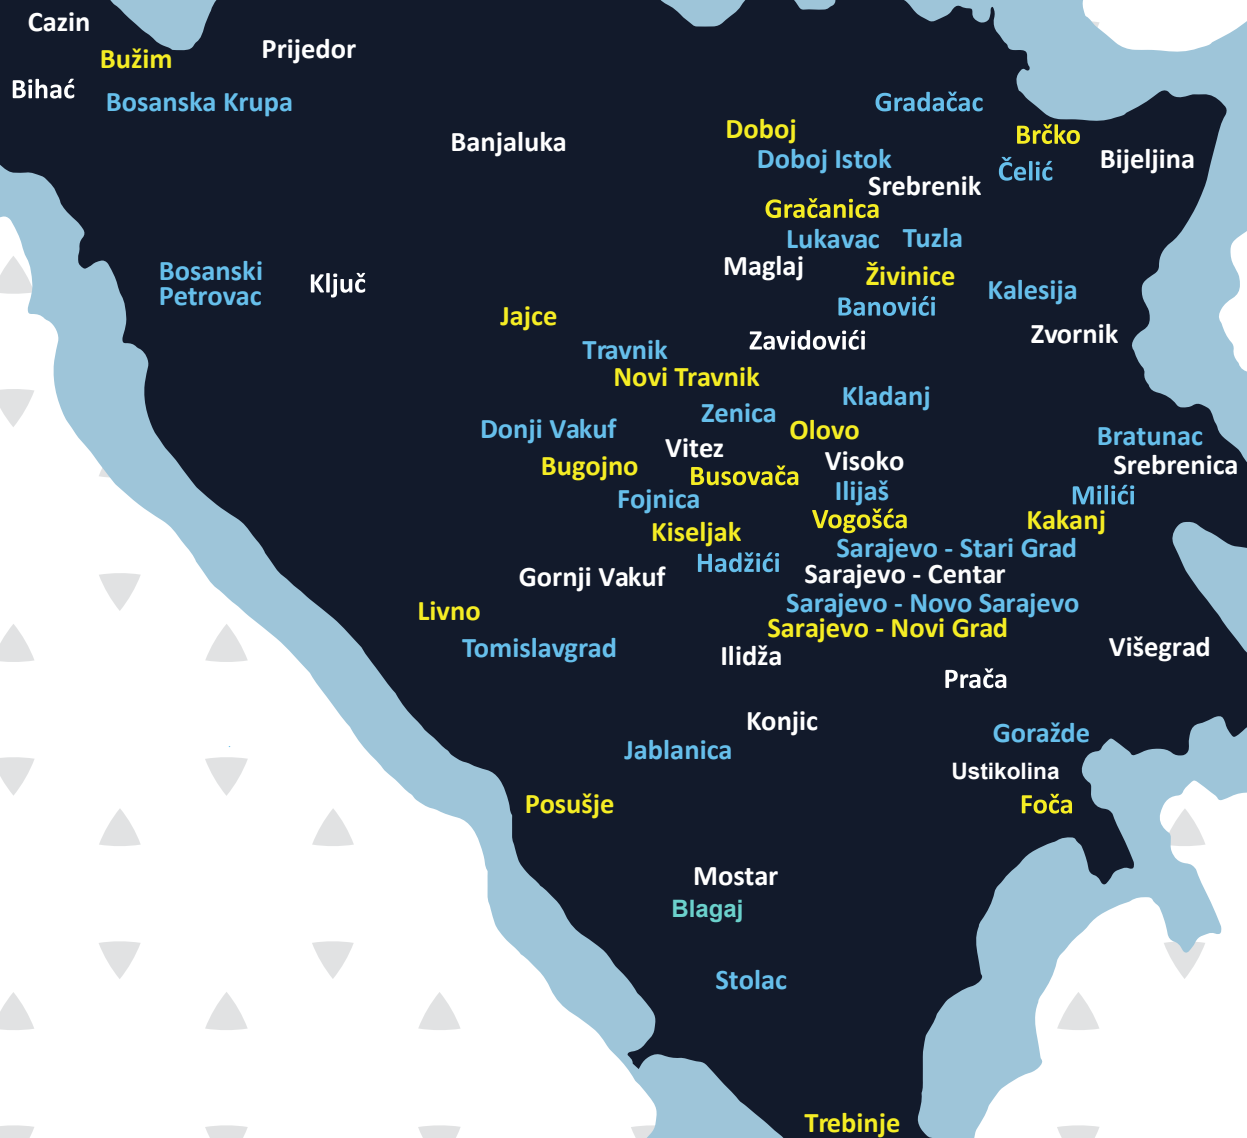 Cazin
Prijedor
Bužim
Bihać
Bosanska Krupa
Gradačac
Banjaluka
Doboj
Brčko
Doboj Istok
Bijeljina
Čelić
Srebrenik
Gračanica
Lukavac
Tuzla
Maglaj
Bosanski
Petrovac
Ključ
Živinice
Kalesija
Banovići
Jajce
Zavidovići
Zvornik
Travnik
Novi Travnik
Kladanj
Zenica
Donji Vakuf
Olovo
Bratunac
Vitez
Visoko
Srebrenica
Bugojno
Busovača
Ilijaš
Milići
Fojnica
Vogošća
Kakanj
Kiseljak
Sarajevo - Stari Grad
Hadžići
Gornji Vakuf
Sarajevo - Centar
Sarajevo - Novo Sarajevo
Livno
Sarajevo - Novi Grad
Tomislavgrad
Ilidža
Višegrad
Prača
Konjic
Goražde
Jablanica
Ustikolina
Posušje
Foča
Mostar
Blagaj
Stolac
Trebinje